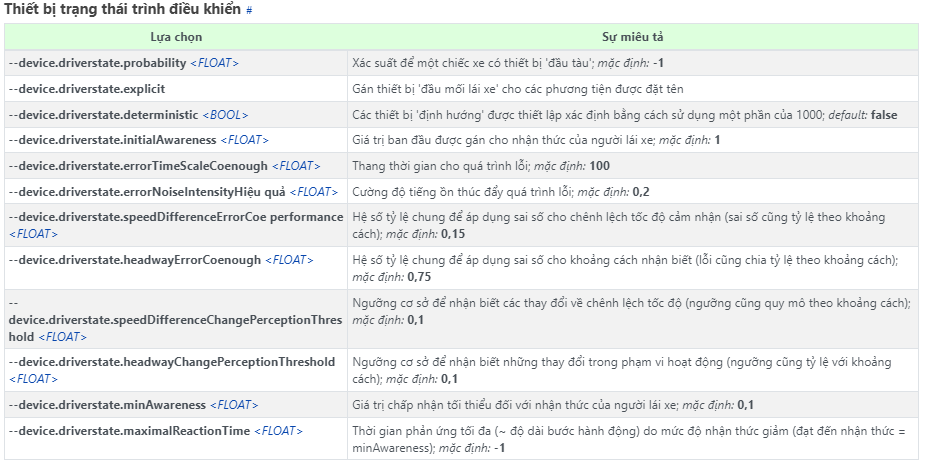 Thiết bị trạng thái trình điều khiển #
Lựa chọn	Sự miêu tả
--device.driverstate.probability <FLOAT>	Xác suất để một chiếc xe có thiết bị 'đầu tàu'; mặc định: -1
--device.driverstate.explicit	Gán thiết bị 'đầu mối lái xe' cho các phương tiện được đặt tên
--device.driverstate.deterministic <BOOL>	Các thiết bị 'định hướng' được thiết lập xác định bằng cách sử dụng một phần của 1000; default: false
--device.driverstate.initialAwareness <FLOAT>	Giá trị ban đầu được gán cho nhận thức của người lái xe; mặc định: 1
--device.driverstate.errorTimeScaleCoenough <FLOAT>	Thang thời gian cho quá trình lỗi; mặc định: 100
--device.driverstate.errorNoiseIntensityHiệu quả <FLOAT>	Cường độ tiếng ồn thúc đẩy quá trình lỗi; mặc định: 0,2
--device.driverstate.speedDifferenceErrorCoe performance
<FLOAT>
Hệ số tỷ lệ chung để áp dụng sai số cho chênh lệch tốc độ cảm nhận (sai số cũng tỷ lệ theo khoảng
cách); mặc định: 0,15
--device.driverstate.headwayErrorCoenough <FLOAT>
Hệ số tỷ lệ chung để áp dụng sai số cho khoảng cách nhận biết (lỗi cũng chia tỷ lệ theo khoảng cách);
mặc định: 0,75
--
device.driverstate.speedDifferenceChangePerceptionThres
hold <FLOAT>
Ngưỡng cơ sở để nhận biết các thay đổi về chênh lệch tốc độ (ngưỡng cũng quy mô theo khoảng cách);
mặc định: 0,1
--device.driverstate.headwayChangePerceptionThreshold
<FLOAT>
Ngưỡng cơ sở để nhận biết những thay đổi trong phạm vi hoạt động (ngưỡng cũng tỷ lệ với khoảng
cách); mặc định: 0,1
--device.driverstate.minAwareness <FLOAT>	Giá trị chấp nhận tối thiểu đối với nhận thức của người lái xe; mặc định: 0,1
--device.driverstate.maximalReactionTime <FLOAT>
Thời gian phản ứng tối đa (~ độ dài bước hành động) do mức độ nhận thức giảm (đạt đến nhận thức =
minAwareness); mặc định: -1